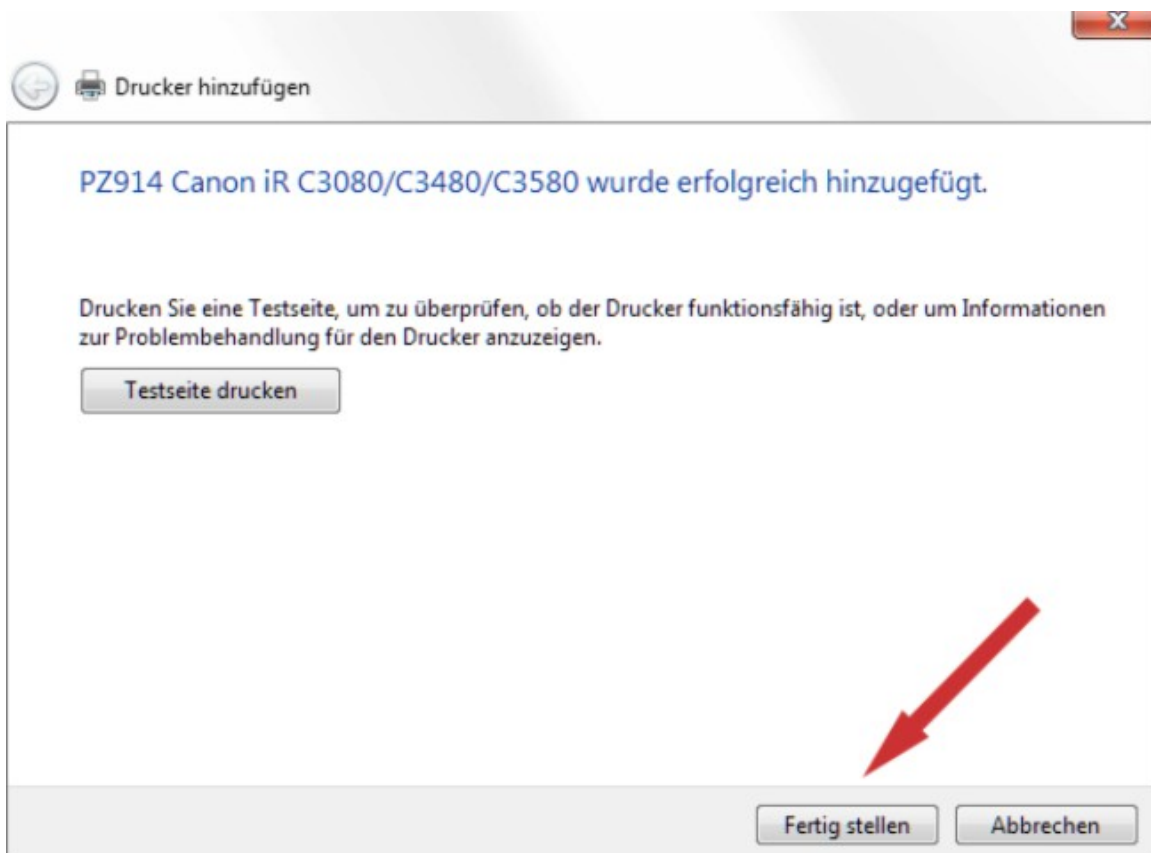 Drucker hinzufügen
PZ914 Canon iR C3080/C3480/C3580 wurde erfolgreich hinzugefügt.
Drucken Sie eine Testseite, um zu überprüfen, ob der Drucker funktionsfähig ist, oder um Informationen
zur Problembehandlung für den Drucker anzuzeigen.
Testseite drucken
Fertig stellen
Abbrechen